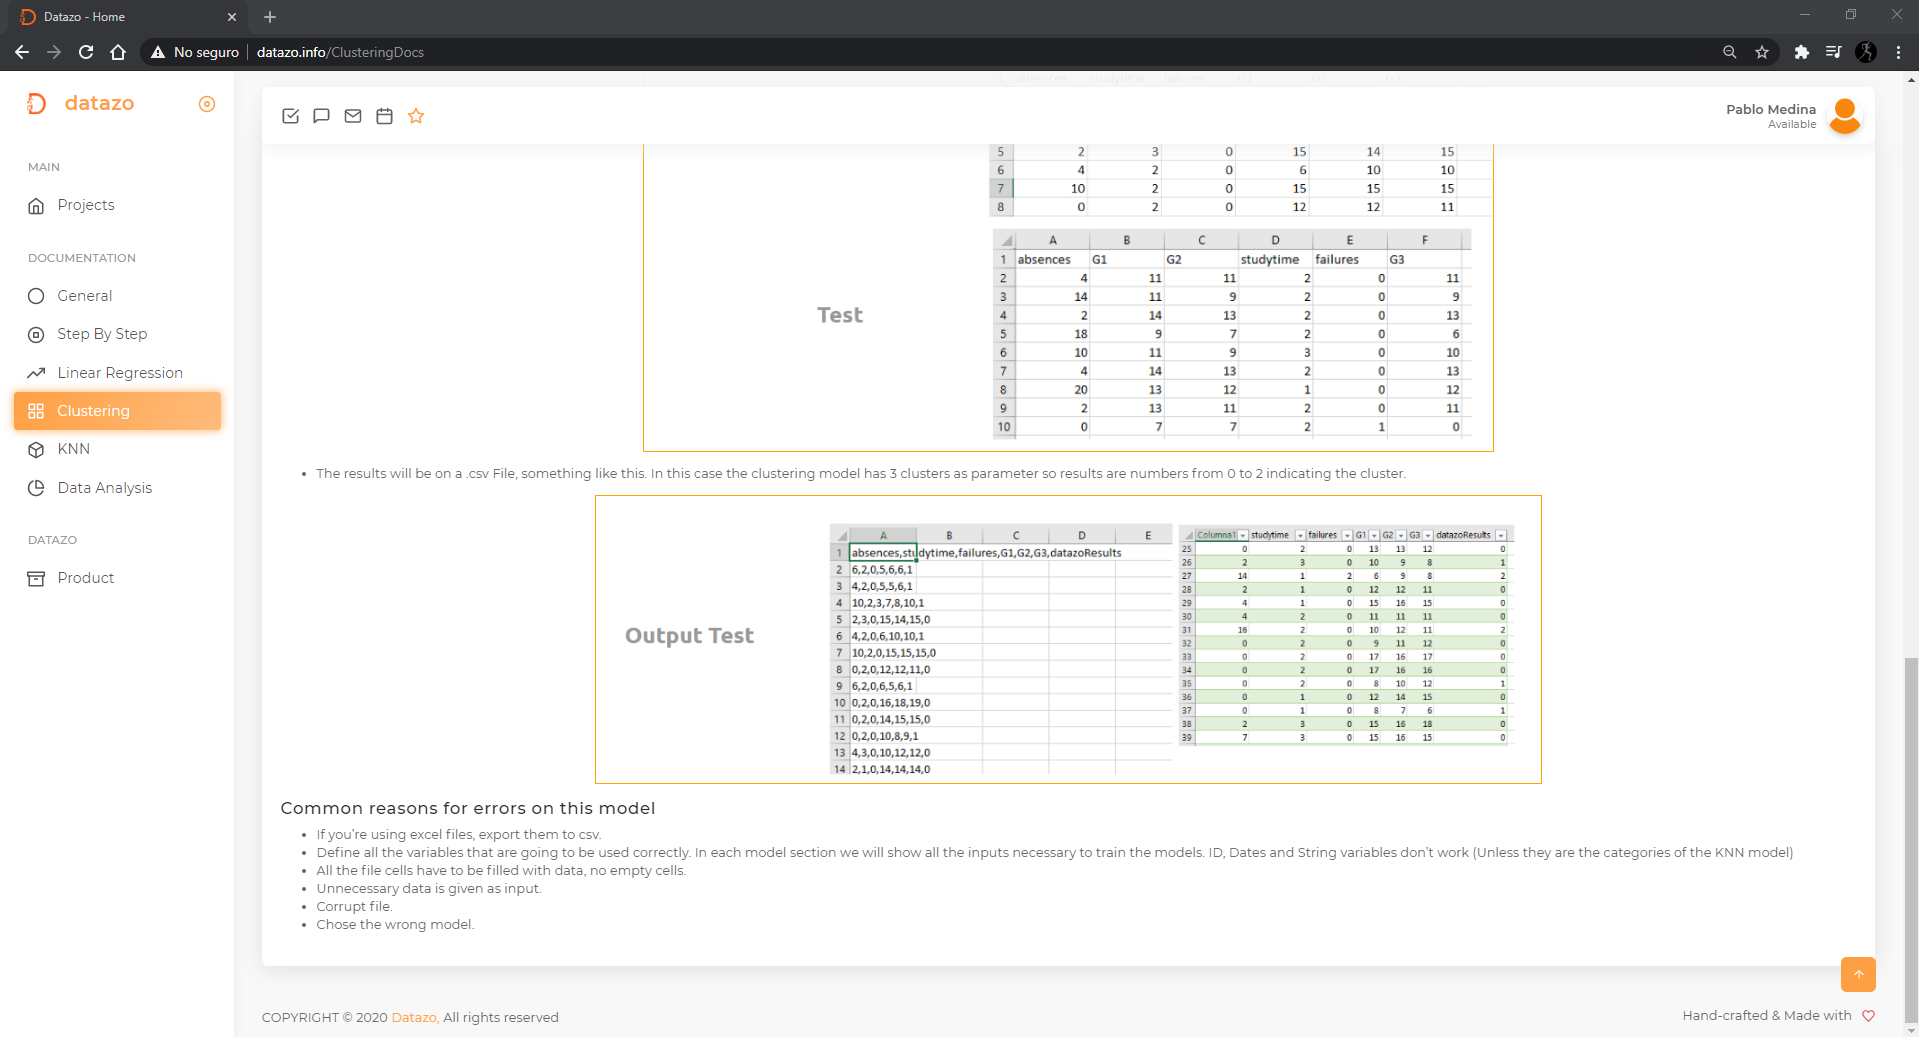 Datazo - Home
No seguro datazo.info/ClusteringDocs
datazo
MAIN
Projects
DOCUMENTATION
General
Step By Step
Linear Regression
Clustering
KNN
Data Analysis
DATAZO
Product
1 absences studytime failures G1 G2 G3
Pablo Medina
Available
5 2 3 0 15 14 15
6 4 2 0 6 10 10
7 10 2 0 15 15 15
8 0 2 0 12 12 11
Test
A B C D E F
1 absences G1 G2 studytime failures G3
2 4 11 11 2 0 11
3 14 11 9 2 0 9
4 2 14 13 2 0 13
5 18 9 7 2 0 6
6 10 11 9 3 0 10
7 4 14 13 2 0 13
8 20 13 12 1 0 12
9 2 13 11 2 0 11
10 0 7 7 2 1 0
• The results will be on a .csv File, something like this. In this case the clustering model has 3 clusters as parameter so results are numbers from 0 to 2 indicating the cluster.
Output Test
A B C D E
1 absences,studytime,failures,G1,G2,G3,datazoResults
2 6,2,0,5,6,6,1
3 4,2,0,5,5,6,1
4 10,2,3,7,8,10,1
5 2,3,0,15,14,15,0
6 4,2,0,6,10,10,1
7 10,2,0,15,15,15,0
8 0,2,0,12,12,11,0
9 6,2,0,6,5,6,1
10 0,2,0,16,18,19,0
11 0,2,0,14,15,15,0
12 0,2,0,10,8,9,1
13 4,3,0,10,12,12,0
14 2,1,0,14,14,14,0
Columna1 studytime failures G1 G2 G3 datazoResults
25 0 2 0 13 13 12 0
26 2 3 0 10 9 8 1
27 14 1 2 6 9 8 2
28 2 1 0 12 12 11 0
29 4 1 0 15 16 15 0
30 4 2 0 11 11 11 0
31 16 2 0 10 12 11 2
32 0 2 0 9 11 12 0
33 0 2 0 17 16 17 0
34 0 2 0 17 16 16 0
35 0 2 0 8 10 12 1
36 0 1 0 12 14 15 0
37 0 1 0 8 7 6 1
38 2 3 0 15 16 18 0
39 7 3 0 15 16 15 0
Common reasons for errors on this model
• If you’re using excel files, export them to csv.
• Define all the variables that are going to be used correctly. In each model section we will show all the inputs necessary to train the models. ID, Dates and String variables don’t work (Unless they are the categories of the KNN model)
• All the file cells have to be filled with data, no empty cells.
• Unnecessary data is given as input.
• Corrupt file.
• Chose the wrong model.
COPYRIGHT © 2020 Datazo, All rights reserved
Hand-crafted & Made with